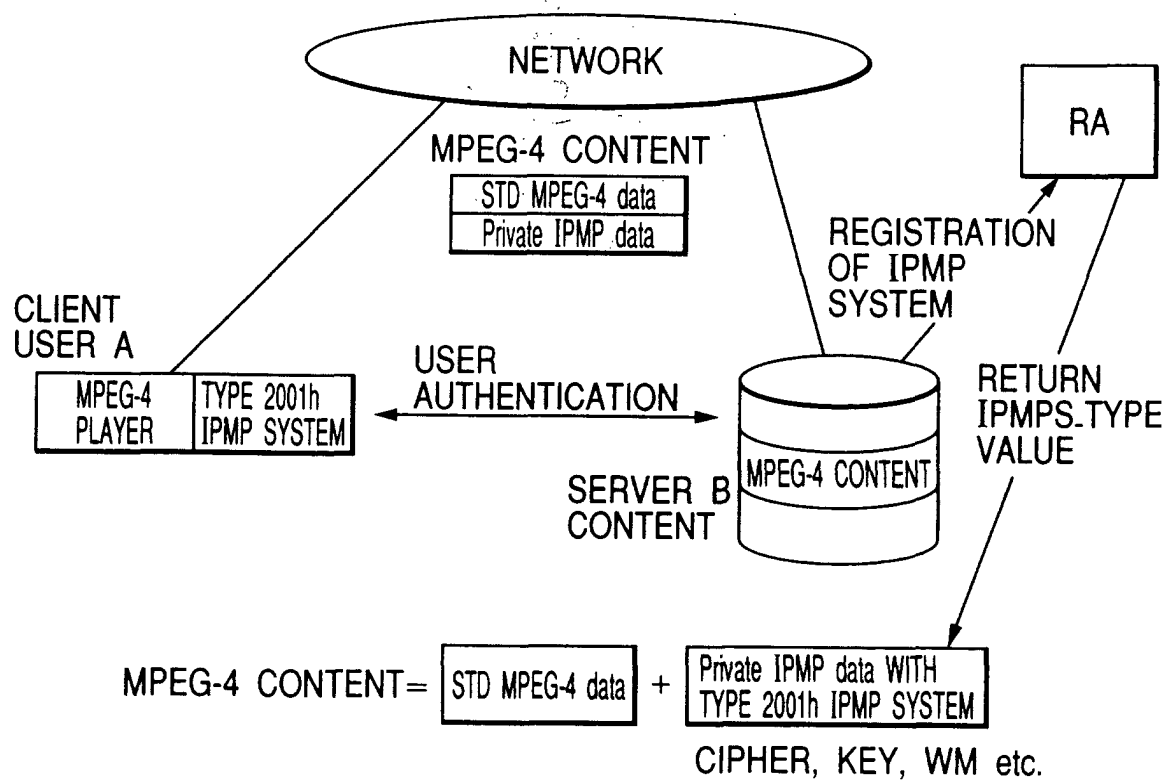 NETWORK
RA
MPEG-4 CONTENT
STD MPEG-4 data
Private IPMP data
REGISTRATION
OF IPMP
SYSTEM
CLIENT
USER A
MPEG-4
PLAYER
TYPE 2001h
IPMP SYSTEM
USER
AUTHENTICATION
RETURN
IPMPS_TYPE
VALUE
MPEG-4 CONTENT
SERVER B
CONTENT
MPEG-4 CONTENT=
STD MPEG-4 data
+
Private IPMP data WITH
TYPE 2001h IPMP SYSTEM
CIPHER, KEY, WM etc.